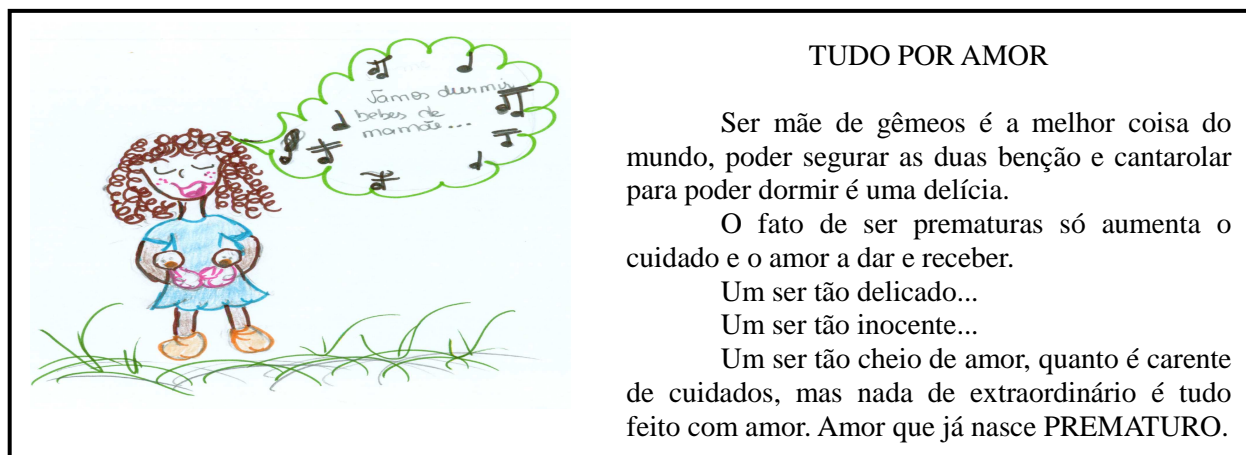 Vamos durmir
bebes de
mamãe...
TUDO POR AMOR
Ser mãe de gêmeos é a melhor coisa do
mundo, poder segurar as duas benção e cantarolar
para poder dormir é uma delícia.
O fato de ser prematuras só aumenta o
cuidado e o amor a dar e receber.
Um ser tão delicado...
Um ser tão inocente...
Um ser tão cheio de amor, quanto é carente
de cuidados, mas nada de extraordinário é tudo
feito com amor. Amor que já nasce PREMATURO.